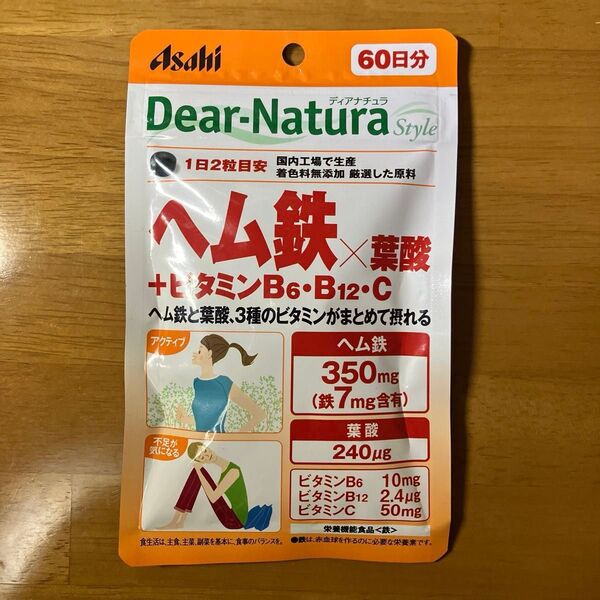 Asahi
60日分
ディアナチュラ
Dear-Natura Style
1日2粒目安
国内工場で生産
着色料無添加 厳選した原料
ヘム鉄×葉酸
+ビタミンB6・B12・C
ヘム鉄と葉酸、3種のビタミンがまとめて摂れる
アクティブ
不足が
気になる
ヘム鉄
350mg
(鉄7mg含有)
葉酸
240μg
ビタミンB6 10mg
ビタミンB12 2.4μg
ビタミンC 50mg
栄養機能食品<鉄>
食生活は、主食、主菜、副菜を基本に、食事のバランスを。
●鉄は、赤血球を作るのに必要な栄養素です。